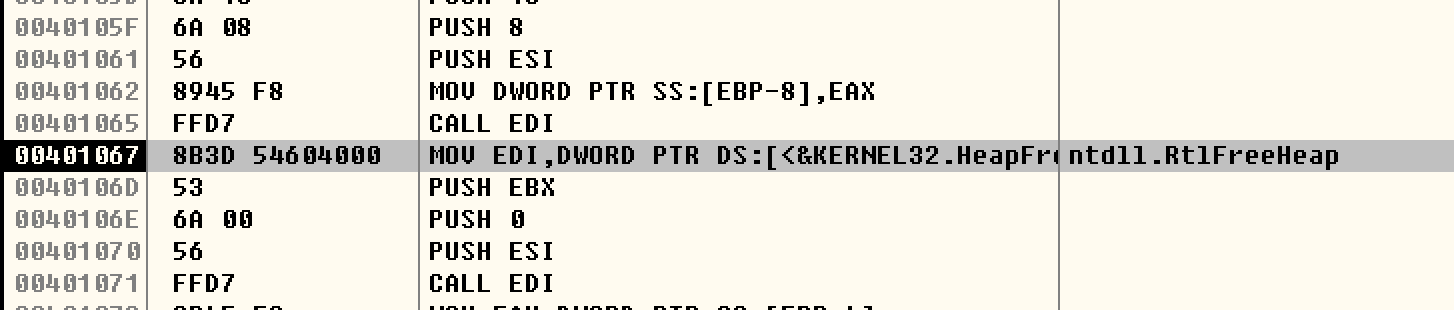 0040105F 6A 08 PUSH 8
00401061 56 PUSH ESI
00401062 8945 F8 MOV DWORD PTR SS:[EBP-8],EAX
00401065 FFD7 CALL EDI
00401067 8B3D 54604000 MOV EDI,DWORD PTR DS:[<&KERNEL32.HeapFre ntdll.RtlFreeHeap
0040106D 53 PUSH EBX
0040106E 6A 00 PUSH 0
00401070 56 PUSH ESI
00401071 FFD7 CALL EDI